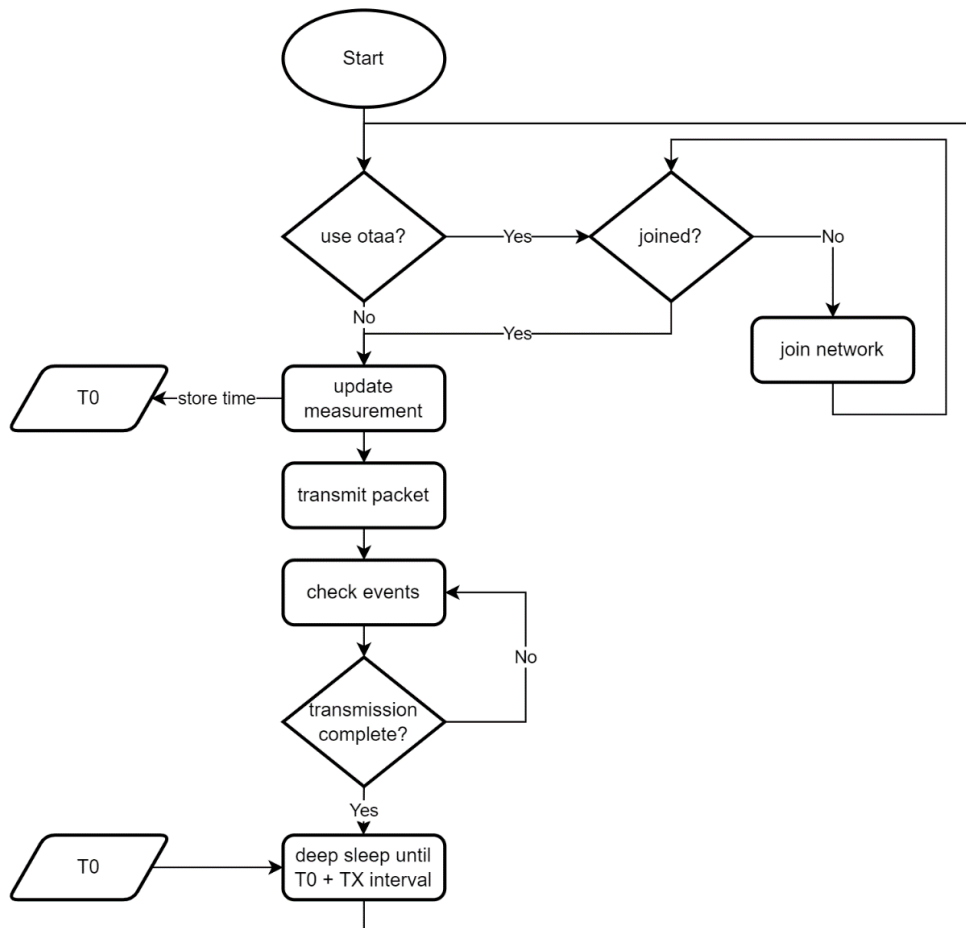 Start
use otaa?
Yes
joined?
No
No
Yes
join network
T0
store time
update
measurement
transmit packet
check events
No
transmission
complete?
Yes
T0
deep sleep until
T0 + TX interval